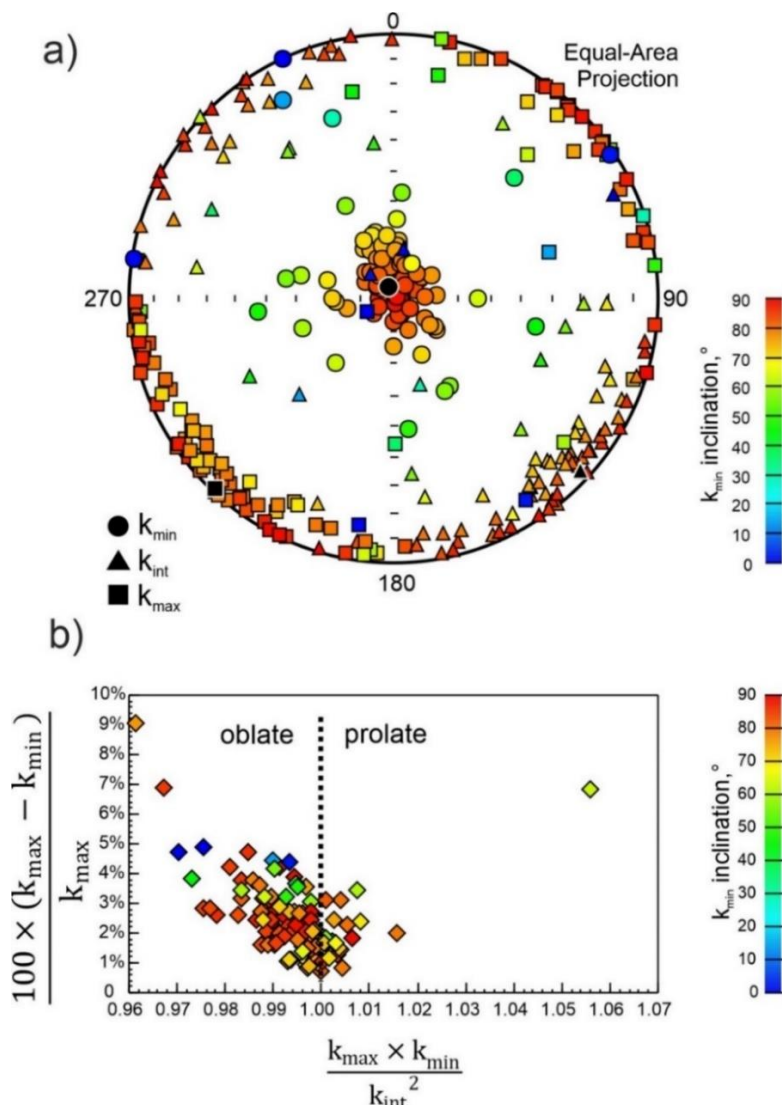 a)
0
Equal-Area
Projection
270
90
180
k_min
k_int
k_max
90
80
70
60
50
40
30
20
10
0
k_min inclination,°
b)
10%
9%
8%
7%
6%
5%
4%
3%
2%
1%
0
100 × (k_max − k_min)
k_max
oblate
prolate
0.96 0.97 0.98 0.99 1.00 1.01 1.02 1.03 1.04 1.05 1.06 1.07
k_max × k_min
k_int²
90
80
70
60
50
40
30
20
10
0
k_min inclination,°